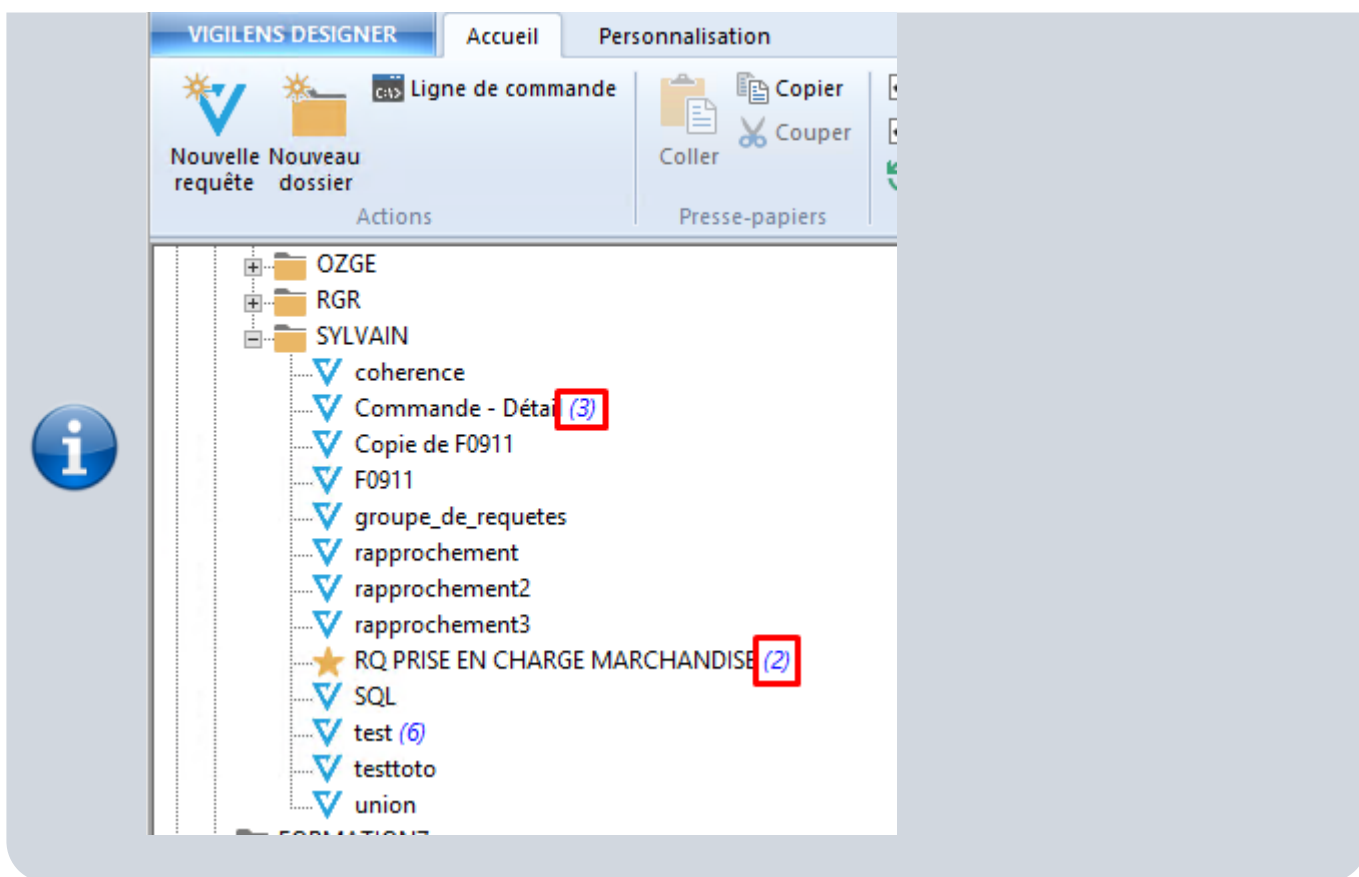 VIGILENS DESIGNER Accueil Personnalisation
C:\> Ligne de commande Copier
Couper
Nouvelle Nouveau Coller
requête dossier
Actions Presse-papiers
OZGE
RGR
SYLVAIN
coherence
Commande - Détai (3)
Copie de F0911
F0911
groupe_de_requetes
rapprochement
rapprochement2
rapprochement3
RQ PRISE EN CHARGE MARCHANDISE (2)
SQL
test (6)
testtoto
union